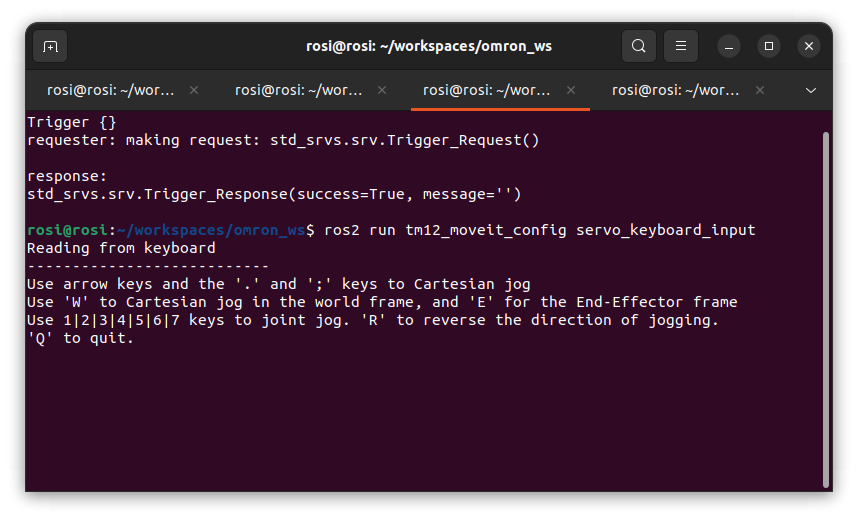 rosi@rosi: ~/workspaces/omron_ws
rosi@rosi: ~/wor...
rosi@rosi: ~/wor...
rosi@rosi: ~/wor...
rosi@rosi: ~/wor...
Trigger {}
requester: making request: std_srvs.srv.Trigger_Request()
response:
std_srvs.srv.Trigger_Response(success=True, message='')
rosi@rosi:~/workspaces/omron_ws$ ros2 run tm12_moveit_config servo_keyboard_input
Reading from keyboard
---------------------------
Use arrow keys and the '.' and ';' keys to Cartesian jog
Use 'W' to Cartesian jog in the world frame, and 'E' for the End-Effector frame
Use 1|2|3|4|5|6|7 keys to joint jog. 'R' to reverse the direction of jogging.
'Q' to quit.